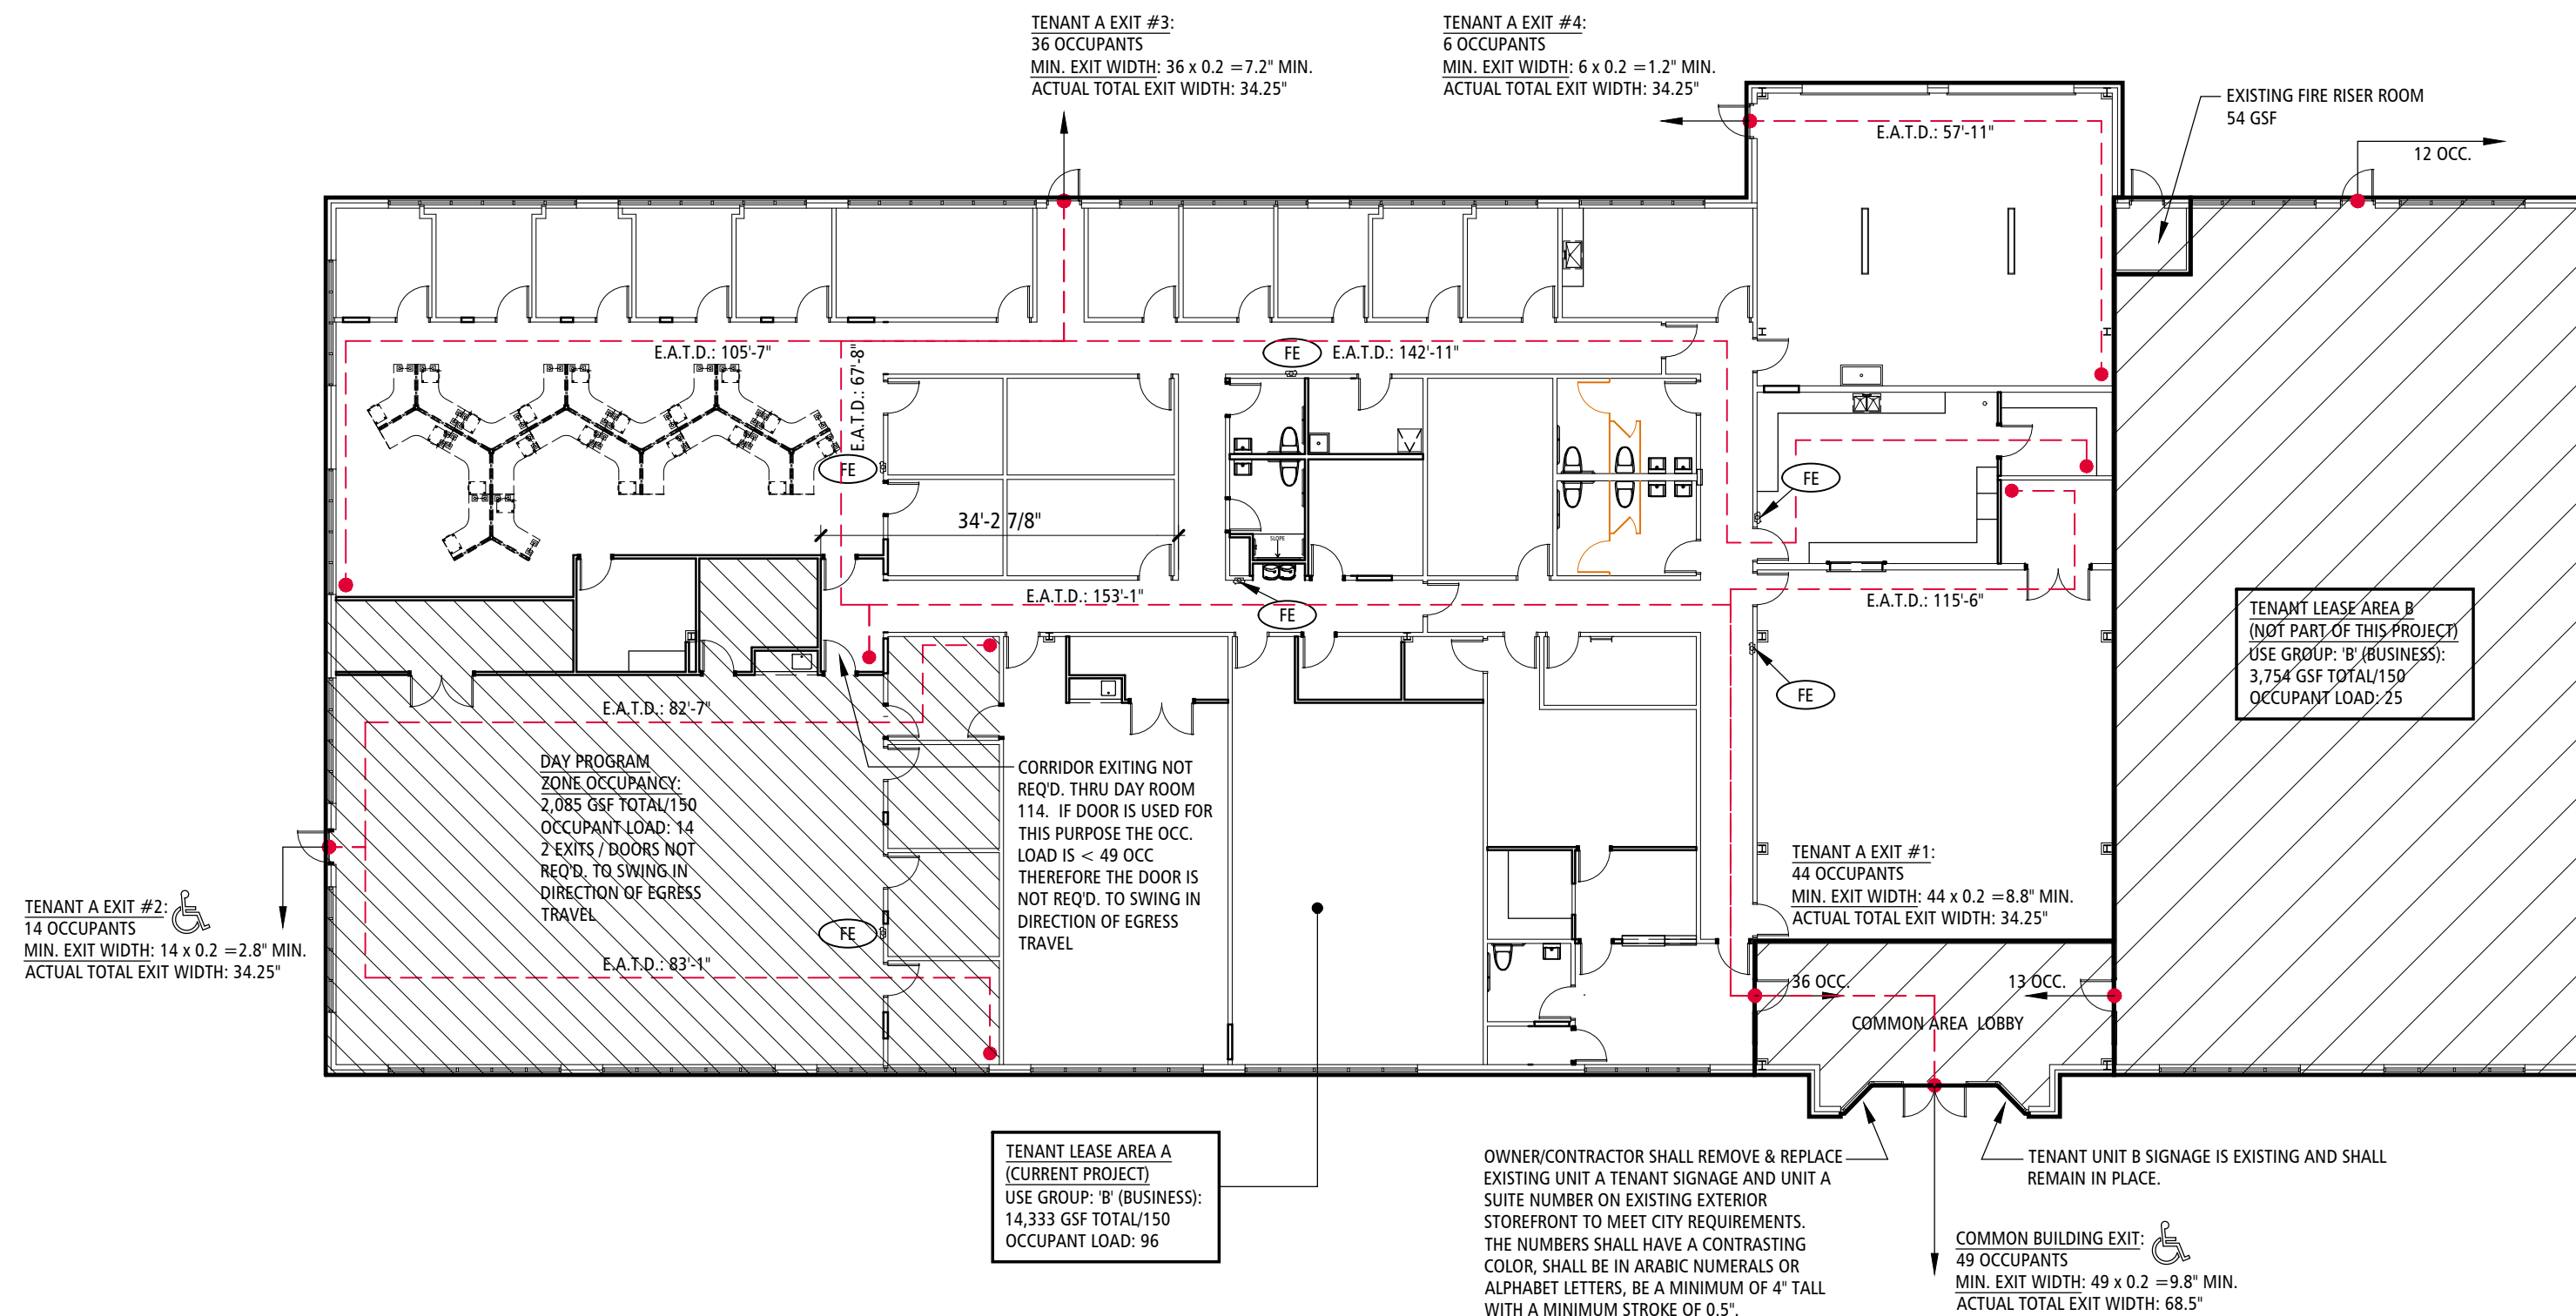 TENANT A EXIT #3:
36 OCCUPANTS
MIN. EXIT WIDTH: 36 x 0.2 =7.2" MIN.
ACTUAL TOTAL EXIT WIDTH: 34.25"
TENANT A EXIT #4:
6 OCCUPANTS
MIN. EXIT WIDTH: 6 x 0.2 =1.2" MIN.
ACTUAL TOTAL EXIT WIDTH: 34.25"
EXISTING FIRE RISER ROOM
54 GSF
12 OCC.
E.A.T.D.: 57'-11"
E.A.T.D.: 105'-7"
E.A.T.D.: 67'-8"
FE
E.A.T.D.: 142'-11"
FE
FE
34'-2 7/8"
SLOPE
E.A.T.D.: 153'-1"
FE
E.A.T.D.: 115'-6"
FE
TENANT LEASE AREA B
(NOT PART OF THIS PROJECT)
USE GROUP: 'B' (BUSINESS):
3,754 GSF TOTAL/150
OCCUPANT LOAD: 25
E.A.T.D.: 82'-7"
DAY PROGRAM
ZONE OCCUPANCY:
2,085 GSF TOTAL/150
OCCUPANT LOAD: 14
2 EXITS / DOORS NOT
REQ'D. TO SWING IN
DIRECTION OF EGRESS
TRAVEL
CORRIDOR EXITING NOT
REQ'D. THRU DAY ROOM
114. IF DOOR IS USED FOR
THIS PURPOSE THE OCC.
LOAD IS < 49 OCC
THEREFORE THE DOOR IS
NOT REQ'D. TO SWING IN
DIRECTION OF EGRESS
TRAVEL
TENANT A EXIT #1:
44 OCCUPANTS
MIN. EXIT WIDTH: 44 x 0.2 =8.8" MIN.
ACTUAL TOTAL EXIT WIDTH: 34.25"
TENANT A EXIT #2:
14 OCCUPANTS
MIN. EXIT WIDTH: 14 x 0.2 =2.8" MIN.
ACTUAL TOTAL EXIT WIDTH: 34.25"
FE
E.A.T.D.: 83'-1"
36 OCC.
13 OCC.
COMMON AREA LOBBY
TENANT LEASE AREA A
(CURRENT PROJECT)
USE GROUP: 'B' (BUSINESS):
14,333 GSF TOTAL/150
OCCUPANT LOAD: 96
OWNER/CONTRACTOR SHALL REMOVE & REPLACE
EXISTING UNIT A TENANT SIGNAGE AND UNIT A
SUITE NUMBER ON EXISTING EXTERIOR
STOREFRONT TO MEET CITY REQUIREMENTS.
THE NUMBERS SHALL HAVE A CONTRASTING
COLOR, SHALL BE IN ARABIC NUMERALS OR
ALPHABET LETTERS, BE A MINIMUM OF 4" TALL
WITH A MINIMUM STROKE OF 0.5".
TENANT UNIT B SIGNAGE IS EXISTING AND SHALL
REMAIN IN PLACE.
COMMON BUILDING EXIT:
49 OCCUPANTS
MIN. EXIT WIDTH: 49 x 0.2 =9.8" MIN.
ACTUAL TOTAL EXIT WIDTH: 68.5"